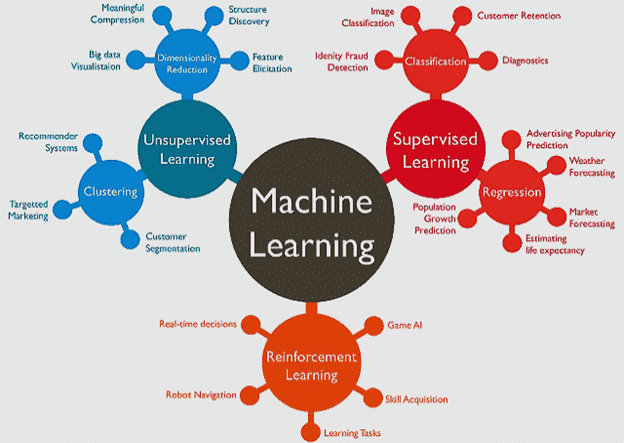 Meaningful
Compression
Structure
Discovery
Big data
Visualistaion
Dimensionality
Reduction
Feature
Elicitation
Unsupervised
Learning
Recommender
Systems
Clustering
Targetted
Marketing
Customer
Segmentation
Machine
Learning
Image
Classification
Customer Retention
Idenity Fraud
Detection
Classification
Diagnostics
Supervised
Learning
Advertising Popularity
Prediction
Weather
Forecasting
Regression
Population
Growth
Prediction
Market
Forecasting
Estimating
life expectancy
Real-time decisions
Game AI
Reinforcement
Learning
Robot Navigation
Skill Acquisition
Learning Tasks